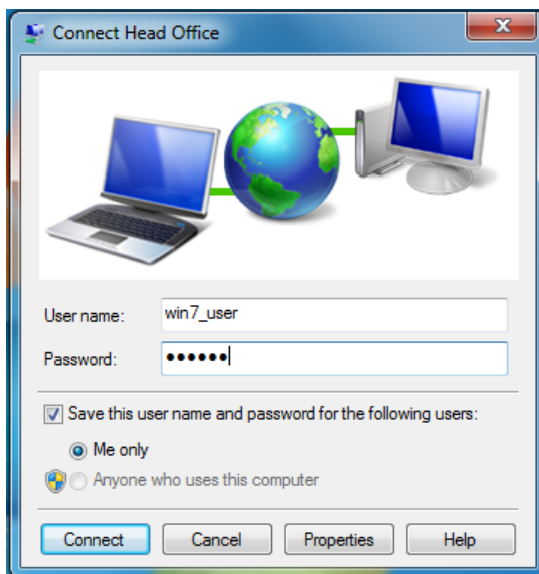 Connect Head Office
User name: win7_user
Password: ●●●●●●
Save this user name and password for the following users:
Me only
Anyone who uses this computer
Connect Cancel Properties Help